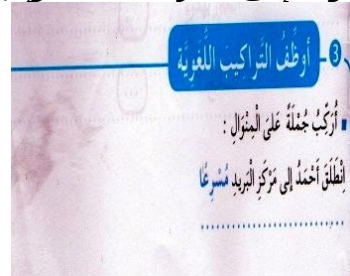 3 - أُوَظِّفُ التَّرَاكِيبَ اللُّغَوِيَّةَ
▪ أُرَكِّبُ جُمْلَةً عَلَى الْمِنْوَالِ :
اِنْطَلَقَ أَحْمَدُ إِلَى مَرْكَزِ الْبَرِيدِ مُسْرِعًا
....................